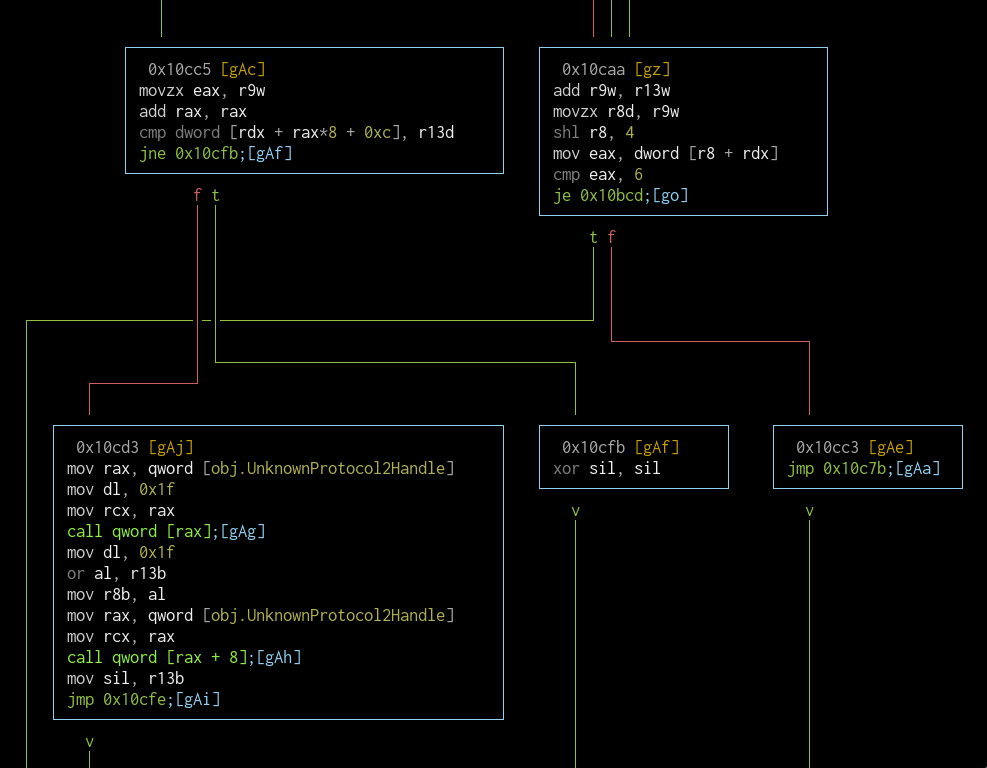 0x10cc5 [gAc]
movzx eax, r9w
add rax, rax
cmp dword [rdx + rax*8 + 0xc], r13d
jne 0x10cfb;[gAf]
f t
0x10caa [gz]
add r9w, r13w
movzx r8d, r9w
shl r8, 4
mov eax, dword [r8 + rdx]
cmp eax, 6
je 0x10bcd;[go]
t f
0x10cd3 [gAj]
mov rax, qword [obj.UnknownProtocol2Handle]
mov dl, 0x1f
mov rcx, rax
call qword [rax];[gAg]
mov dl, 0x1f
or al, r13b
mov r8b, al
mov rax, qword [obj.UnknownProtocol2Handle]
mov rcx, rax
call qword [rax + 8];[gAh]
mov sil, r13b
jmp 0x10cfe;[gAi]
v
0x10cfb [gAf]
xor sil, sil
v
0x10cc3 [gAe]
jmp 0x10c7b;[gAa]
v